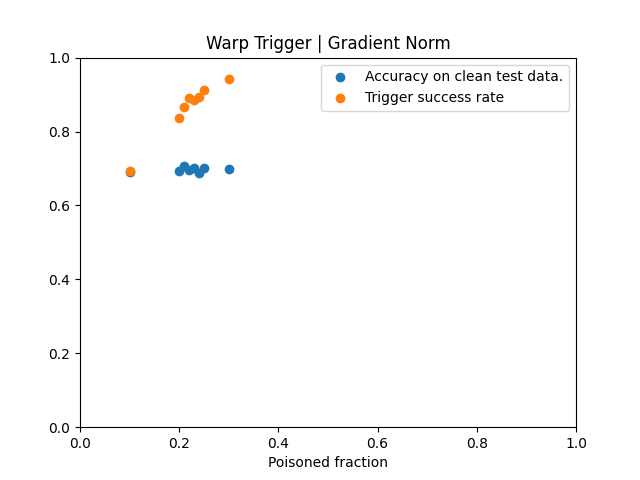 Warp Trigger | Gradient Norm
1.0
0.8
0.6
0.4
0.2
0.0
Accuracy on clean test data.
Trigger success rate
0.0 0.2 0.4 0.6 0.8 1.0
Poisoned fraction